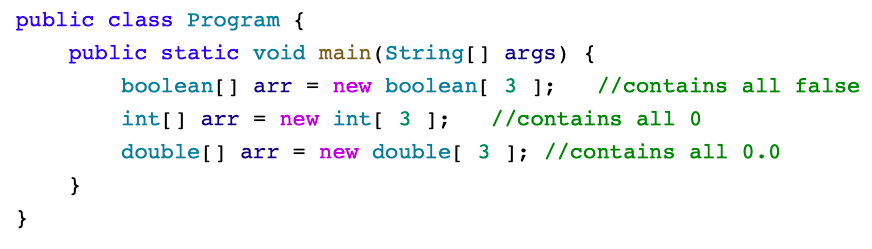 public class Program {
    public static void main(String[] args) {
        boolean[] arr = new boolean[ 3 ];   //contains all false
        int[] arr = new int[ 3 ];   //contains all 0
        double[] arr = new double[ 3 ]; //contains all 0.0
    }
}